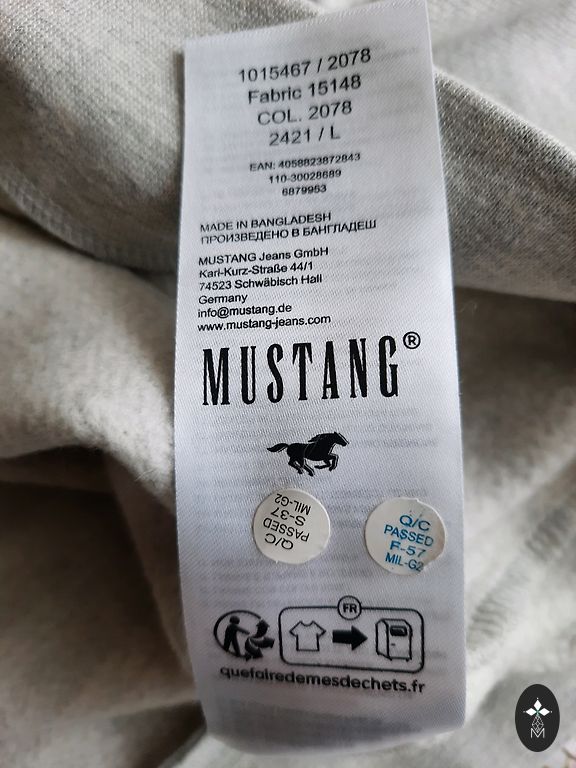 1015467 / 2078
Fabric 15148
COL. 2078
2421 / L
EAN: 4058823872843
110-30028689
6879953
MADE IN BANGLADESH
ПРОИЗВЕДЕНО В БАНГЛАДЕШ
MUSTANG Jeans GmbH
Karl-Kurz-Straße 44/1
74523 Schwäbisch Hall
Germany
info@mustang.de
www.mustang-jeans.com
MUSTANG®
Q/C
PASSED
S-37
MIL-G2
Q/C
PASSED
F-57
MIL-G2
FR
quefairedemesdechets.fr
M